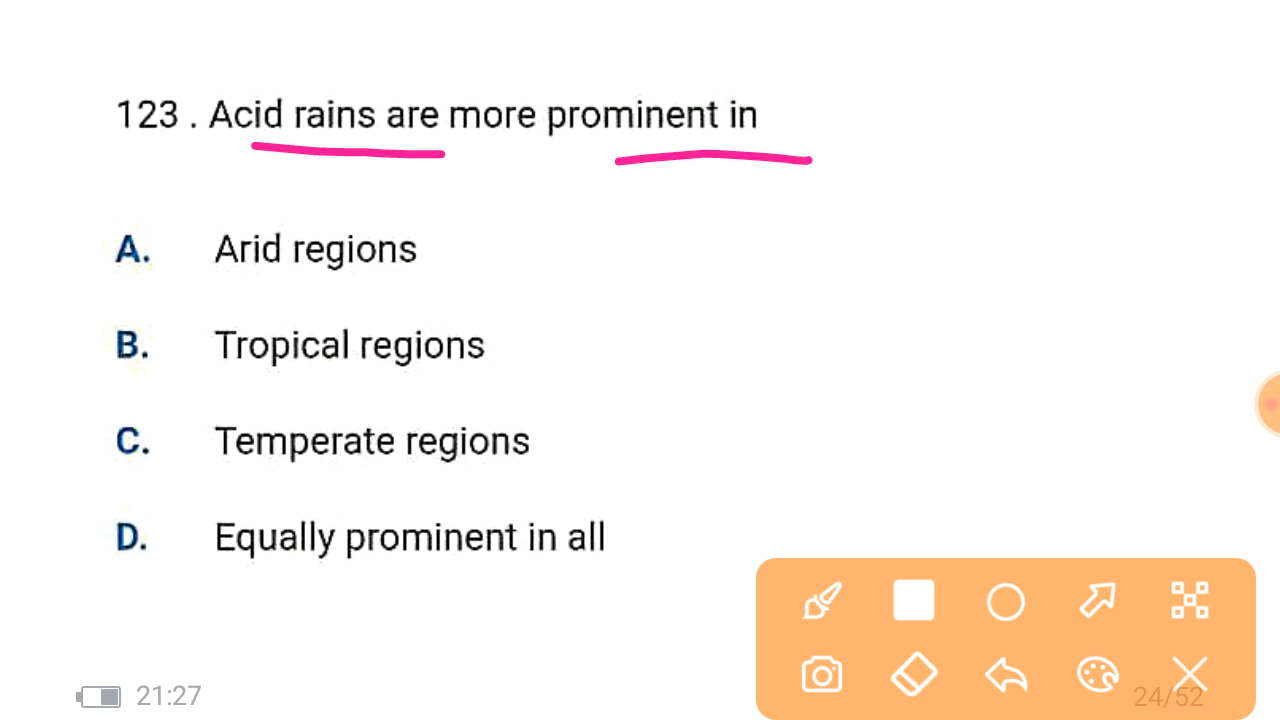 123 . Acid rains are more prominent in
A. Arid regions
B. Tropical regions
C. Temperate regions
D. Equally prominent in all
21:27
24/52